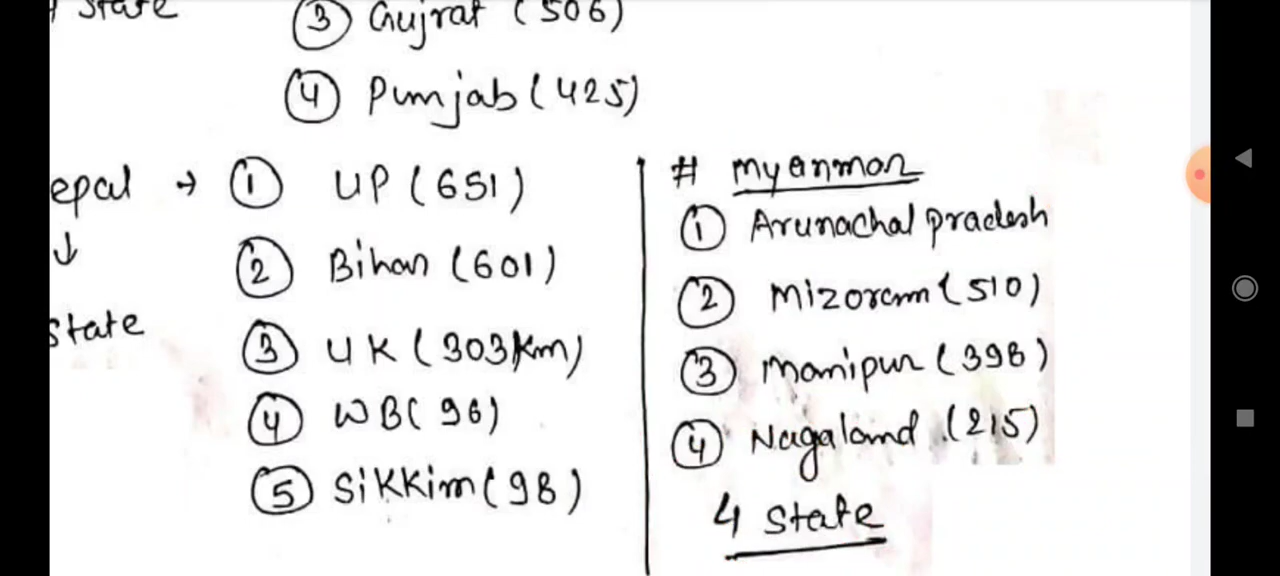 state
③ Gujrat (506)
④ Punjab (425)
epal → ① UP (651)
↓
② Bihar (601)
state
③ UK (303km)
④ WB (96)
⑤ Sikkim (98)
# Myanmar
① Arunachal pradesh
② Mizoram (510)
③ Manipur (398)
④ Nagaland (215)
4 state